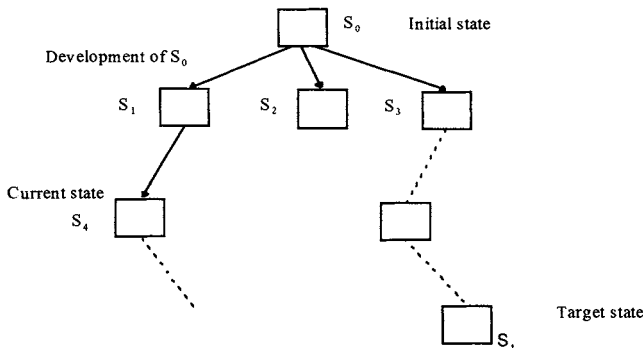 S₀ Initial state
Development of S₀
S₁ S₂ S₃
Current state
S₄
Target state